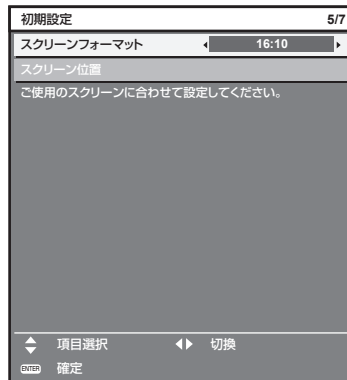 初期設定 5/7
スクリーンフォーマット 16:10
スクリーン位置
ご使用のスクリーンに合わせて設定してください。
項目選択 切換
ENTER 確定